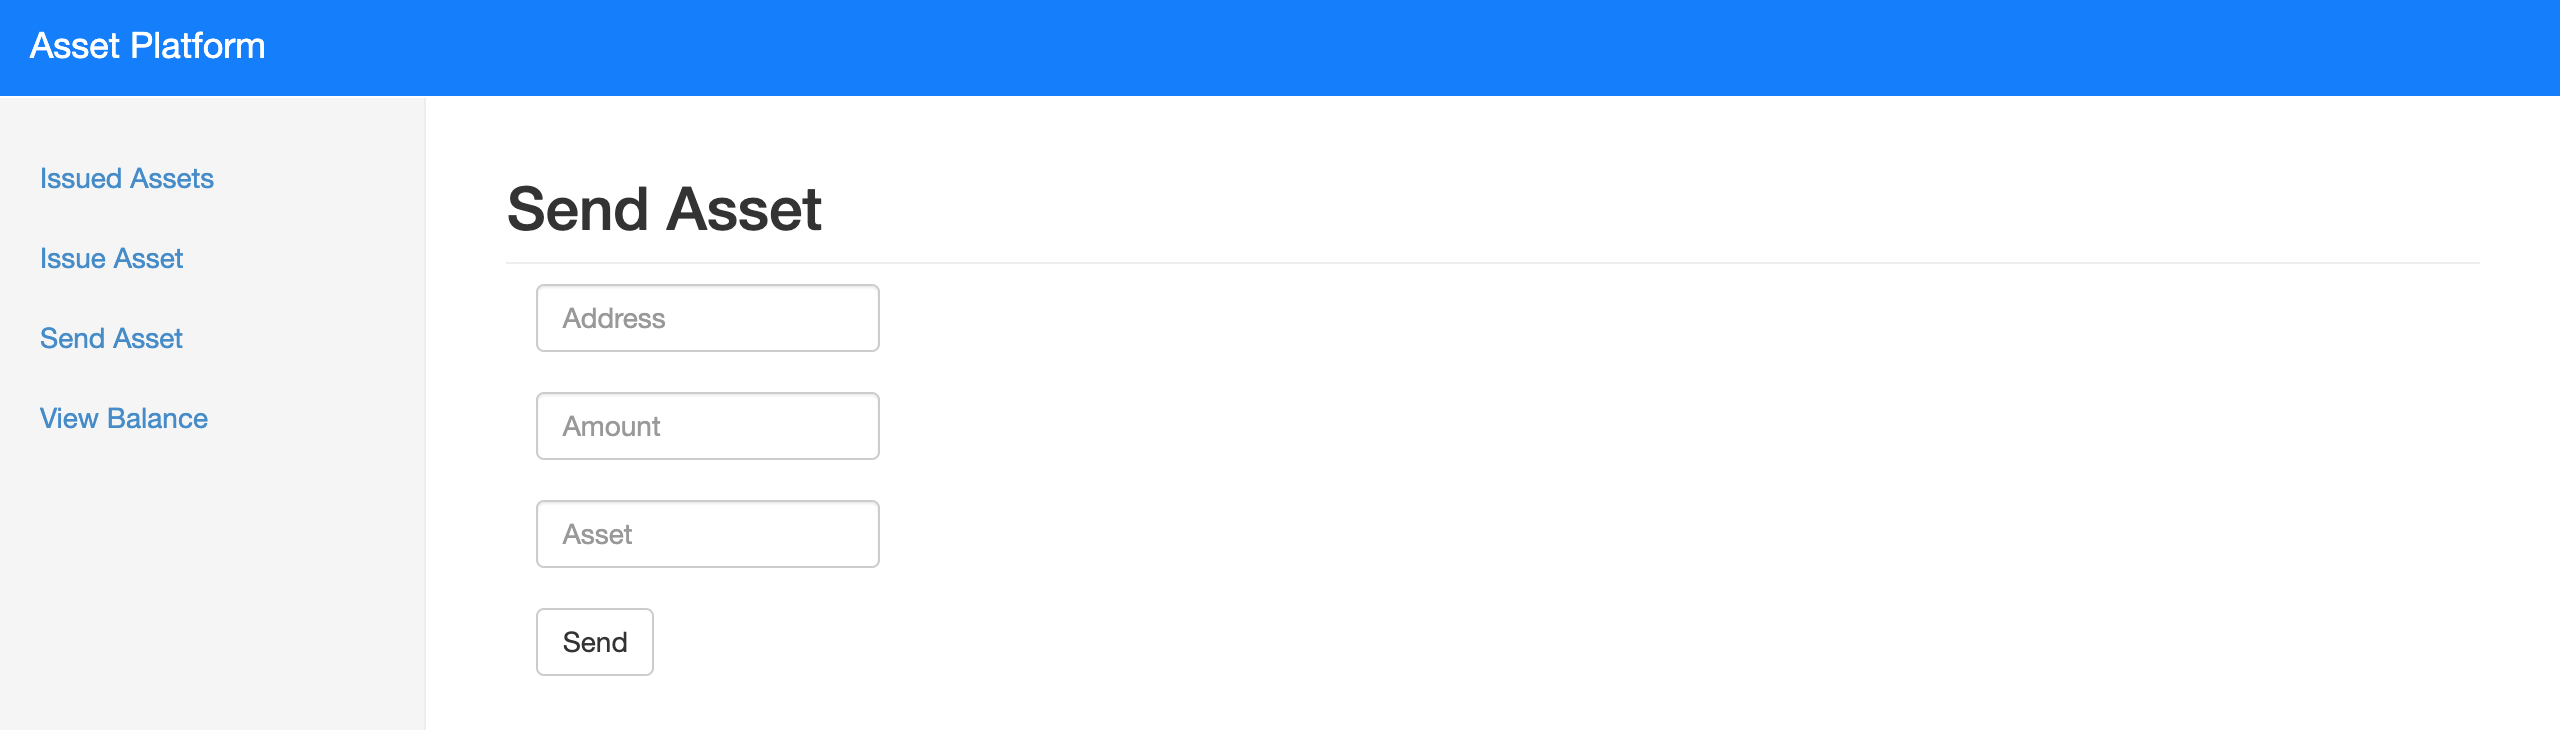 Asset Platform
Issued Assets
Issue Asset
Send Asset
View Balance
Send Asset
Address
Amount
Asset
Send